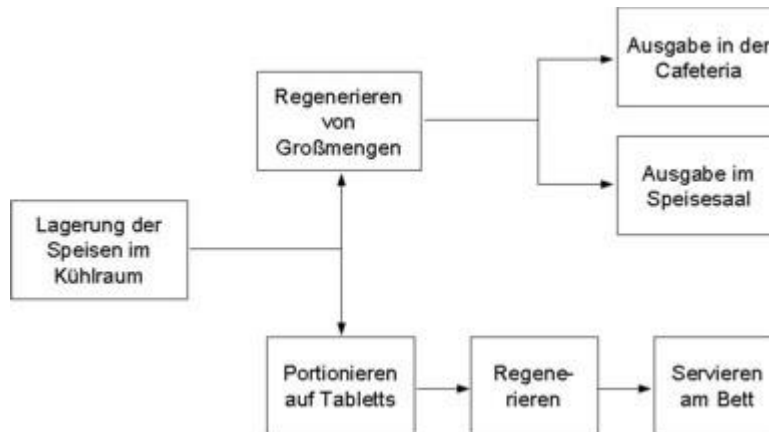 Ausgabe in der
Cafeteria
Regenerieren
von
Großmengen
Ausgabe im
Speisesaal
Lagerung der
Speisen im
Kühlraum
Portionieren
auf Tabletts
Regene-
rieren
Servieren
am Bett